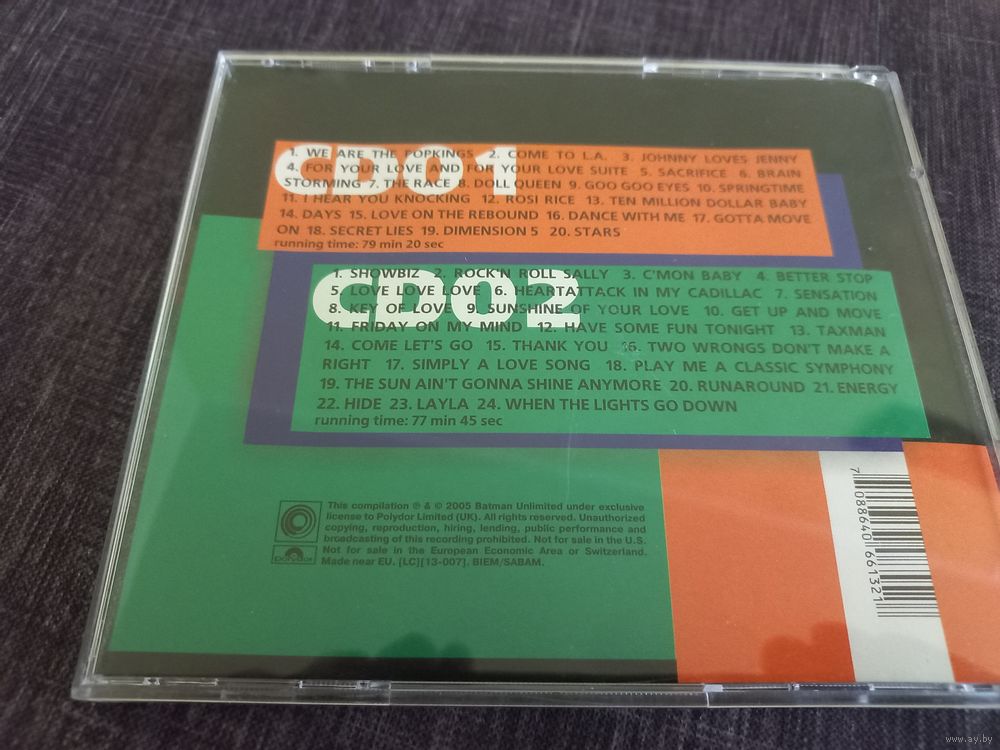 CD01
1. WE ARE THE POPKINGS 2. COME TO L.A. 3. JOHNNY LOVES JENNY
4. FOR YOUR LOVE AND FOR YOUR LOVE SUITE 5. SACRIFICE 6. BRAIN
STORMING 7. THE RACE 8. DOLL QUEEN 9. GOO GOO EYES 10. SPRINGTIME
11. I HEAR YOU KNOCKING 12. ROSI RICE 13. TEN MILLION DOLLAR BABY
14. DAYS 15. LOVE ON THE REBOUND 16. DANCE WITH ME 17. GOTTA MOVE
ON 18. SECRET LIES 19. DIMENSION 5 20. STARS
running time: 79 min 20 sec
CD02
1. SHOWBIZ 2. ROCK'N ROLL SALLY 3. C'MON BABY 4. BETTER STOP
5. LOVE LOVE LOVE 6. HEARTATTACK IN MY CADILLAC 7. SENSATION
8. KEY OF LOVE 9. SUNSHINE OF YOUR LOVE 10. GET UP AND MOVE
11. FRIDAY ON MY MIND 12. HAVE SOME FUN TONIGHT 13. TAXMAN
14. COME LET'S GO 15. THANK YOU 16. TWO WRONGS DON'T MAKE A
RIGHT 17. SIMPLY A LOVE SONG 18. PLAY ME A CLASSIC SYMPHONY
19. THE SUN AIN'T GONNA SHINE ANYMORE 20. RUNAROUND 21. ENERGY
22. HIDE 23. LAYLA 24. WHEN THE LIGHTS GO DOWN
running time: 77 min 45 sec
This compilation ℗ & © 2005 Batman Unlimited under exclusive
license to Polydor Limited (UK). All rights reserved. Unauthorized
copying, reproduction, hiring, lending, public performance and
broadcasting of this recording prohibited. Not for sale in the U.S.
Not for sale in the European Economic Area or Switzerland.
Made near EU. [LC][13-007]. BIEM/SABAM.
7 088640 661321
www.ay.by